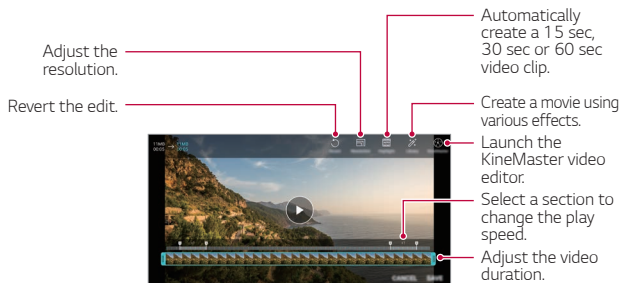 Automatically
create a 15 sec,
30 sec or 60 sec
video clip.
Adjust the
resolution.
Revert the edit.
Create a movie using
various effects.
Launch the
KineMaster video
editor.
Select a section to
change the play
speed.
Adjust the video
duration.
CANCEL SAVE